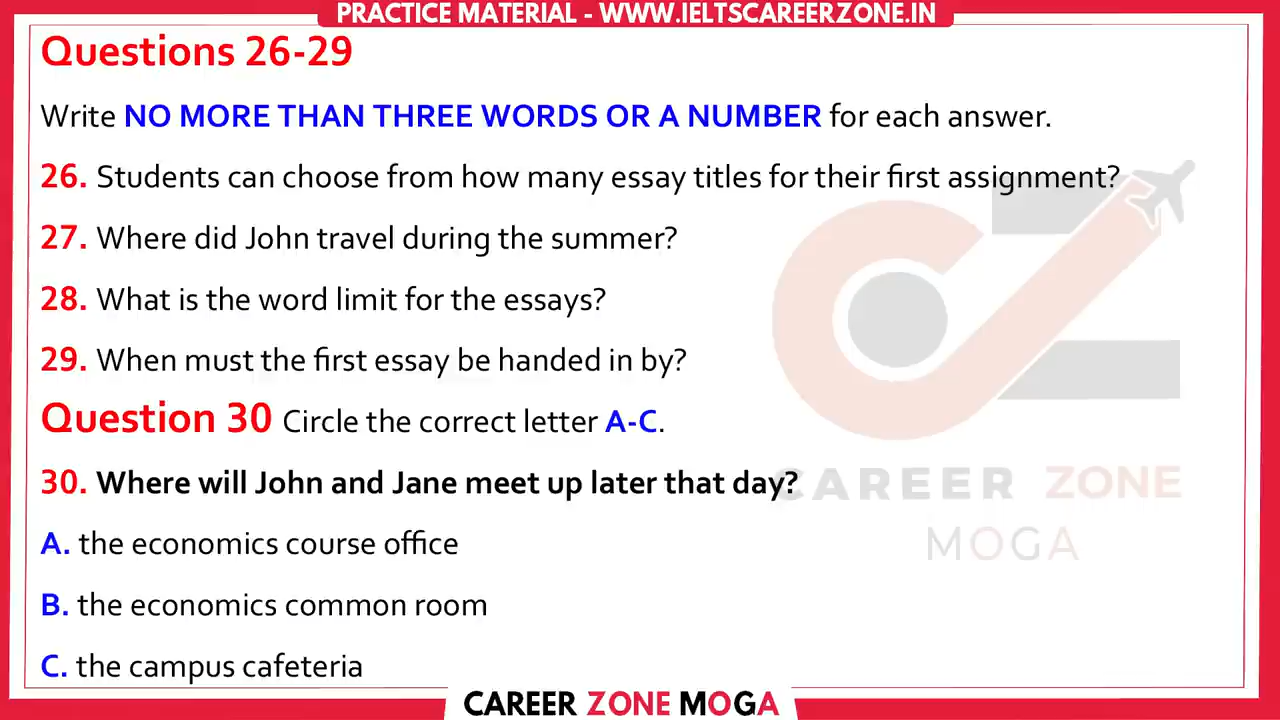 PRACTICE MATERIAL - WWW.IELTSCAREERZONE.IN
Questions 26-29
Write NO MORE THAN THREE WORDS OR A NUMBER for each answer.
26. Students can choose from how many essay titles for their first assignment?
27. Where did John travel during the summer?
28. What is the word limit for the essays?
29. When must the first essay be handed in by?
Question 30 Circle the correct letter A-C.
30. Where will John and Jane meet up later that day?
CAREER ZONE
MOGA
A. the economics course office
B. the economics common room
C. the campus cafeteria
CAREER ZONE MOGA